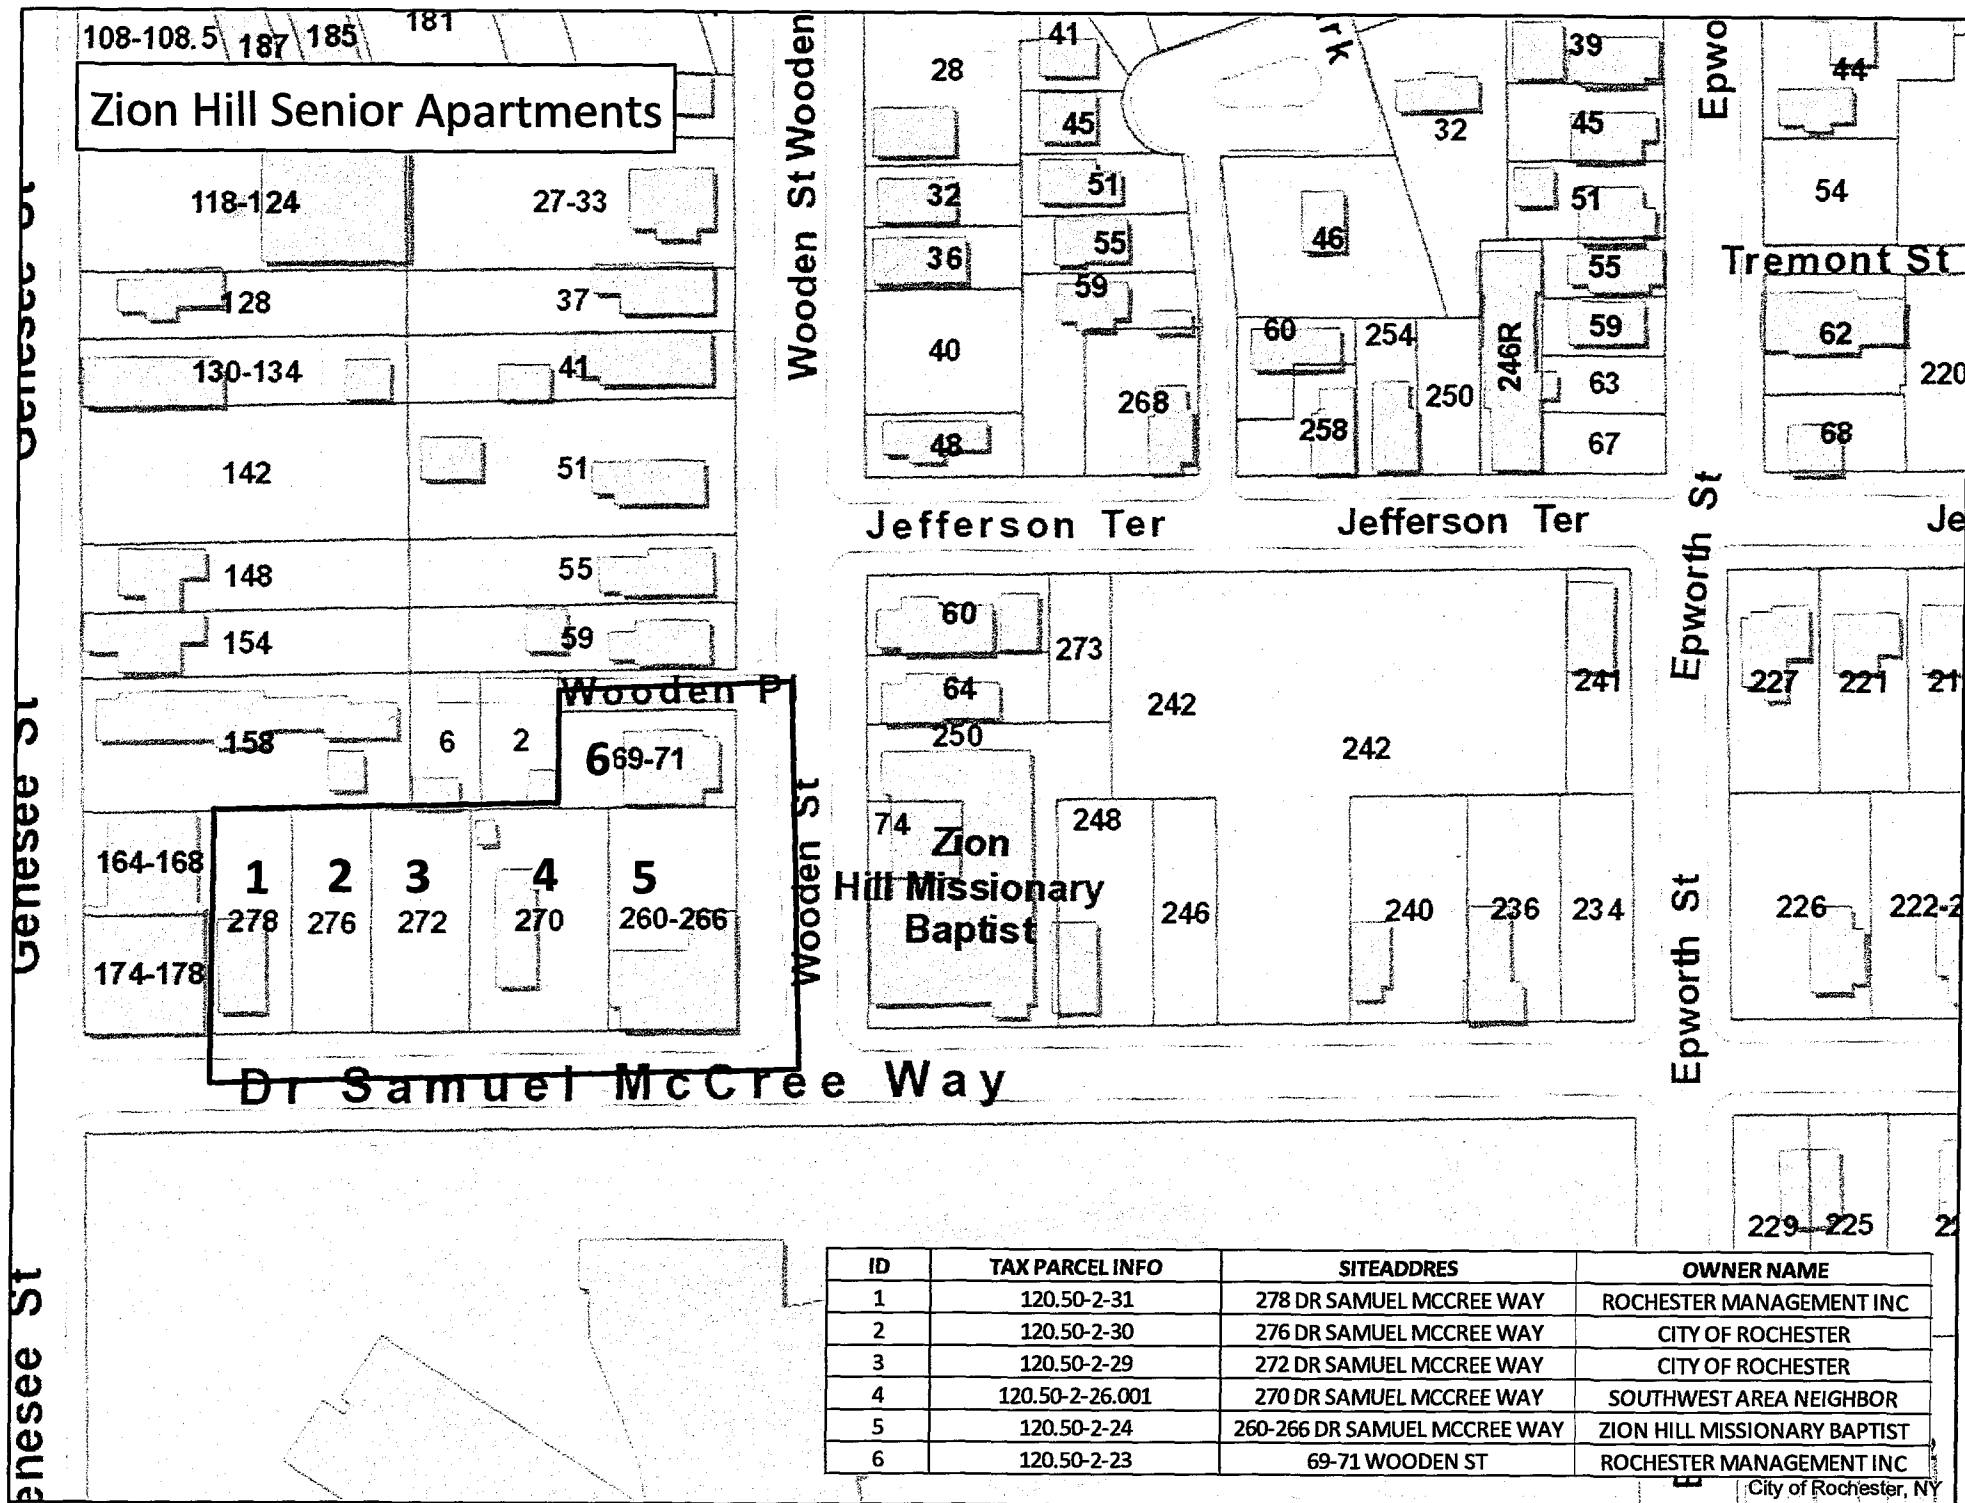 108-108.5 187 185 181
Zion Hill Senior Apartments
Wooden
28
41
rk
39
Epwo
44
45
32
45
118-124
27-33
Wooden St
32
51
46
51
54
36
55
55
Tremont St
Genesee St
128
37
59
60
254
246R
59
62
130-134
41
40
268
250
63
220
142
51
48
258
67
68
Jefferson Ter
Jefferson Ter
Je
Epworth St
148
55
60
273
154
59
64
242
241
227
221
21
Wooden P
Genesee St
158
6
2
6
69-71
250
242
Wooden St
74
248
164-168
1
2
3
4
5
Zion
Hill Missionary
Baptist
278
276
272
270
260-266
246
240
236
234
226
222-2
174-178
Epworth St
Dr Samuel McCree Way
229
225
22
enesee St
ID TAX PARCEL INFO SITEADDRES OWNER NAME
1 120.50-2-31 278 DR SAMUEL MCCREE WAY ROCHESTER MANAGEMENT INC
2 120.50-2-30 276 DR SAMUEL MCCREE WAY CITY OF ROCHESTER
3 120.50-2-29 272 DR SAMUEL MCCREE WAY CITY OF ROCHESTER
4 120.50-2-26.001 270 DR SAMUEL MCCREE WAY SOUTHWEST AREA NEIGHBOR
5 120.50-2-24 260-266 DR SAMUEL MCCREE WAY ZION HILL MISSIONARY BAPTIST
6 120.50-2-23 69-71 WOODEN ST ROCHESTER MANAGEMENT INC
City of Rochester, NY